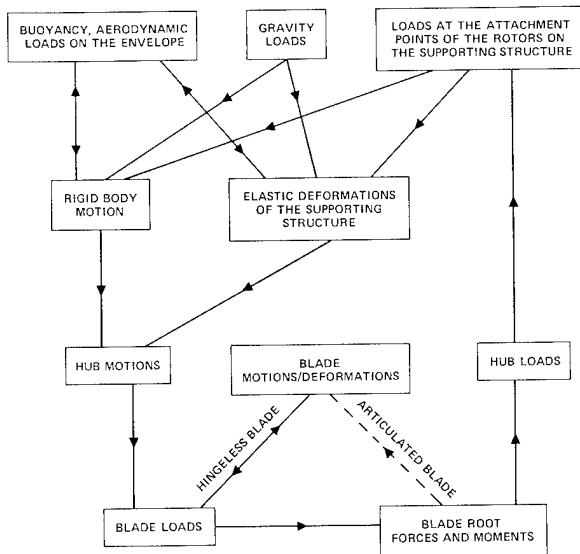 BUOYANCY, AERODYNAMIC
LOADS ON THE ENVELOPE
GRAVITY
LOADS
LOADS AT THE ATTACHMENT
POINTS OF THE ROTORS ON
THE SUPPORTING STRUCTURE
RIGID BODY
MOTION
ELASTIC DEFORMATIONS
OF THE SUPPORTING
STRUCTURE
HUB MOTIONS
BLADE
MOTIONS/DEFORMATIONS
HUB LOADS
HINGELESS BLADE
ARTICULATED BLADE
BLADE LOADS
BLADE ROOT
FORCES AND MOMENTS